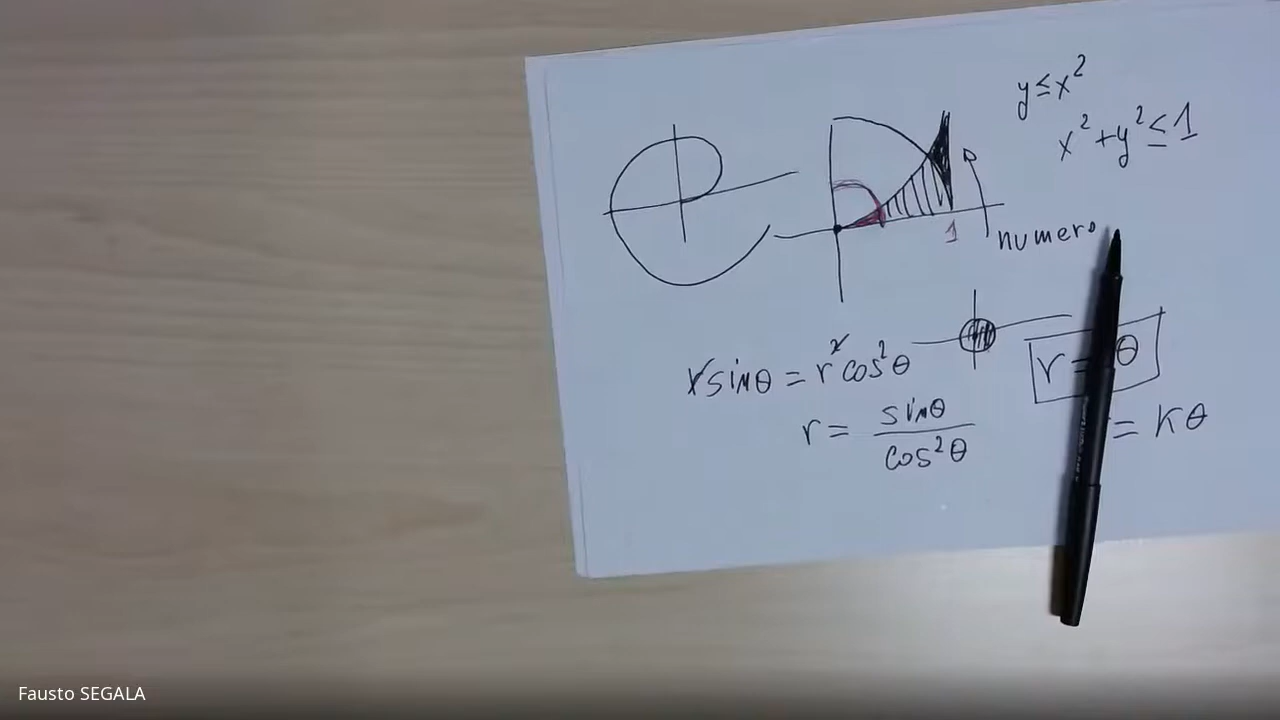 y ≤ x²
x² + y² ≤ 1
1
numero
r sinθ = r² cos²θ
r = sinθ / cos²θ
r = θ
= Kθ
Fausto SEGALA